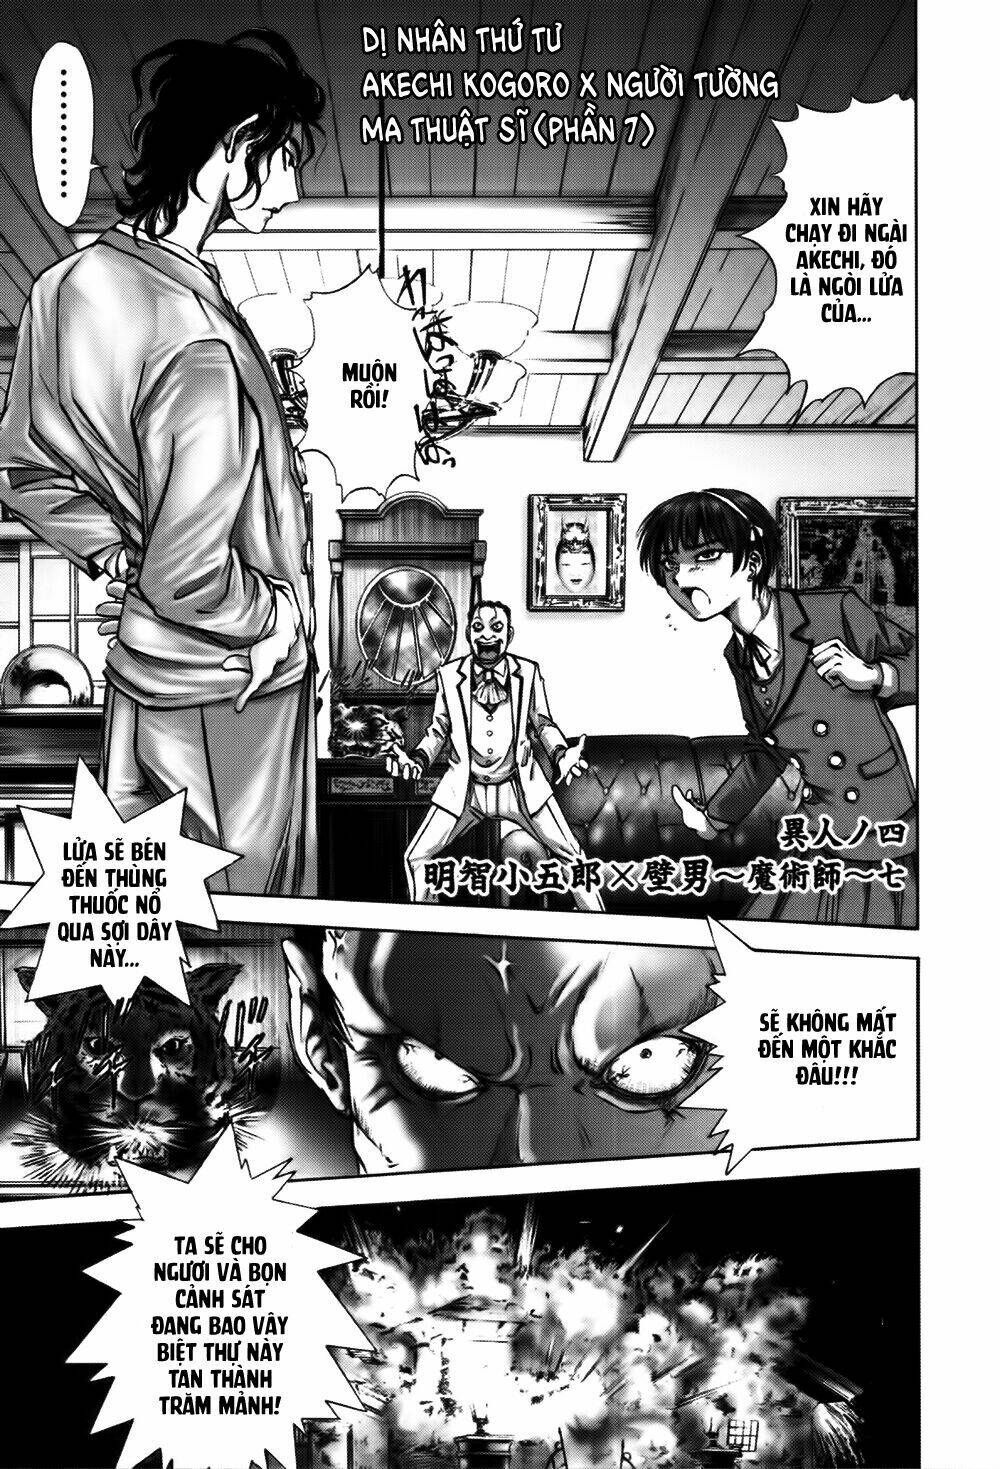 DỊ NHÂN THỨ TƯ
AKECHI KOGORO X NGƯỜI TƯỜNG
MA THUẬT SĨ (PHẦN 7)
XIN HÃY
CHẠY ĐI NGÀI
AKECHI, ĐÓ
LÀ NGÒI LỬA
CỦA...
..........
MUỘN
RỒI!
異人ノ四
明智小五郎×壁男～魔術師～七
LỬA SẼ BÉN
ĐẾN THÙNG
THUỐC NỔ
QUA SỢI DÂY
NÀY...
SẼ KHÔNG MẤT
ĐẾN MỘT KHẮC
ĐÂU!!!
TA SẼ CHO
NGƯƠI VÀ BỌN
CẢNH SÁT
ĐANG BAO VÂY
BIỆT THỰ NÀY
TAN THÀNH
TRĂM MẢNH!